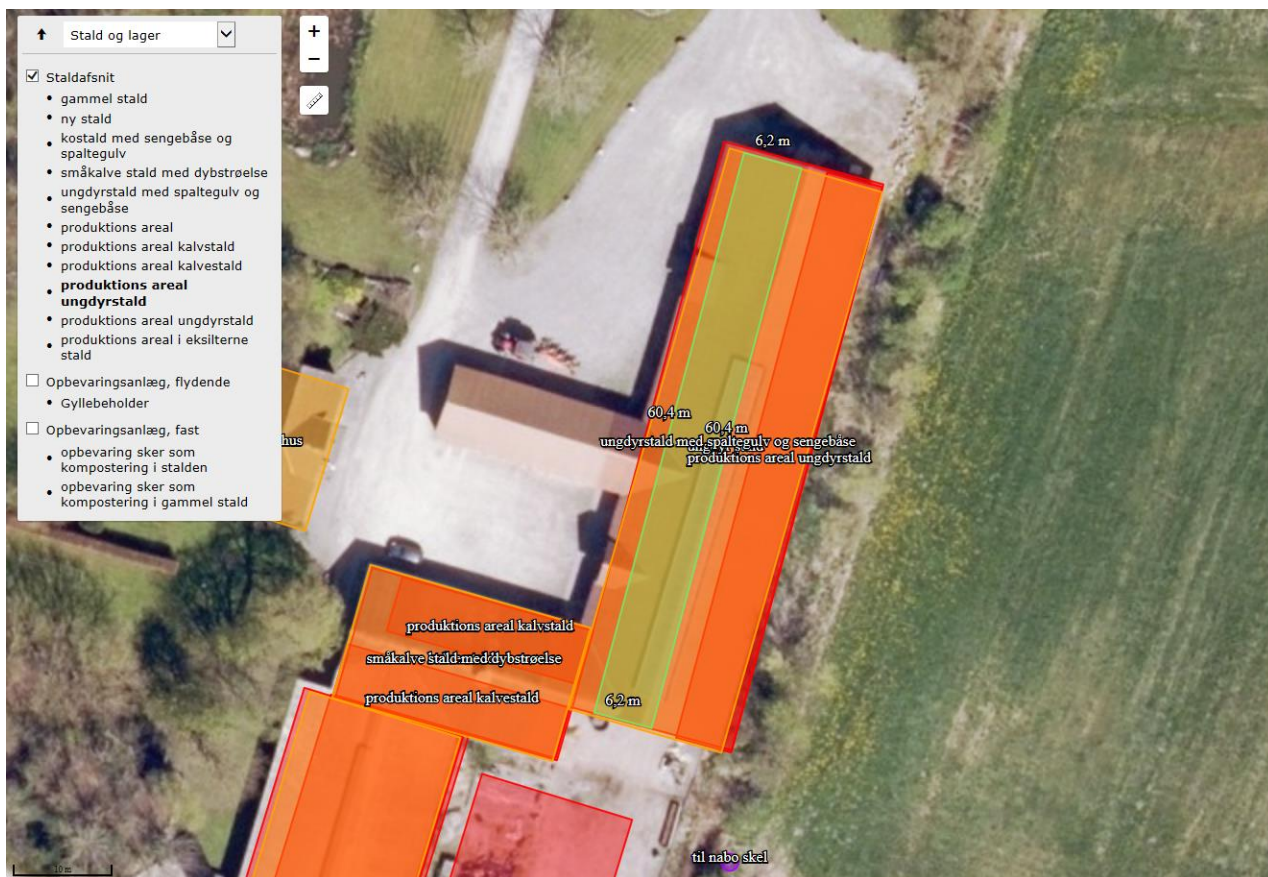 Stald og lager
Staldafsnit
gammel stald
ny stald
kostald med sengebåse og
spaltegulv
småkalve stald med dybstrøelse
ungdyrstald med spaltegulv og
sengebåse
produktions areal
produktions areal kalvstald
produktions areal kalvestald
produktions areal
ungdyrstald
produktions areal ungdyrstald
produktions areal i eksilterne
stald
Opbevaringsanlæg, flydende
Gyllebeholder
Opbevaringsanlæg, fast
opbevaring sker som
kompostering i stalden
opbevaring sker som
kompostering i gammel stald
+
−
6,2 m
60,4 m
60,4 m
hus
ungdyrstald med spaltegulv og sengebåse
produktions areal ungdyrstald
produktions areal kalvstald
småkalve stald med dybstrøelse
produktions areal kalvestald
6,2 m
til nabo skel
10 m